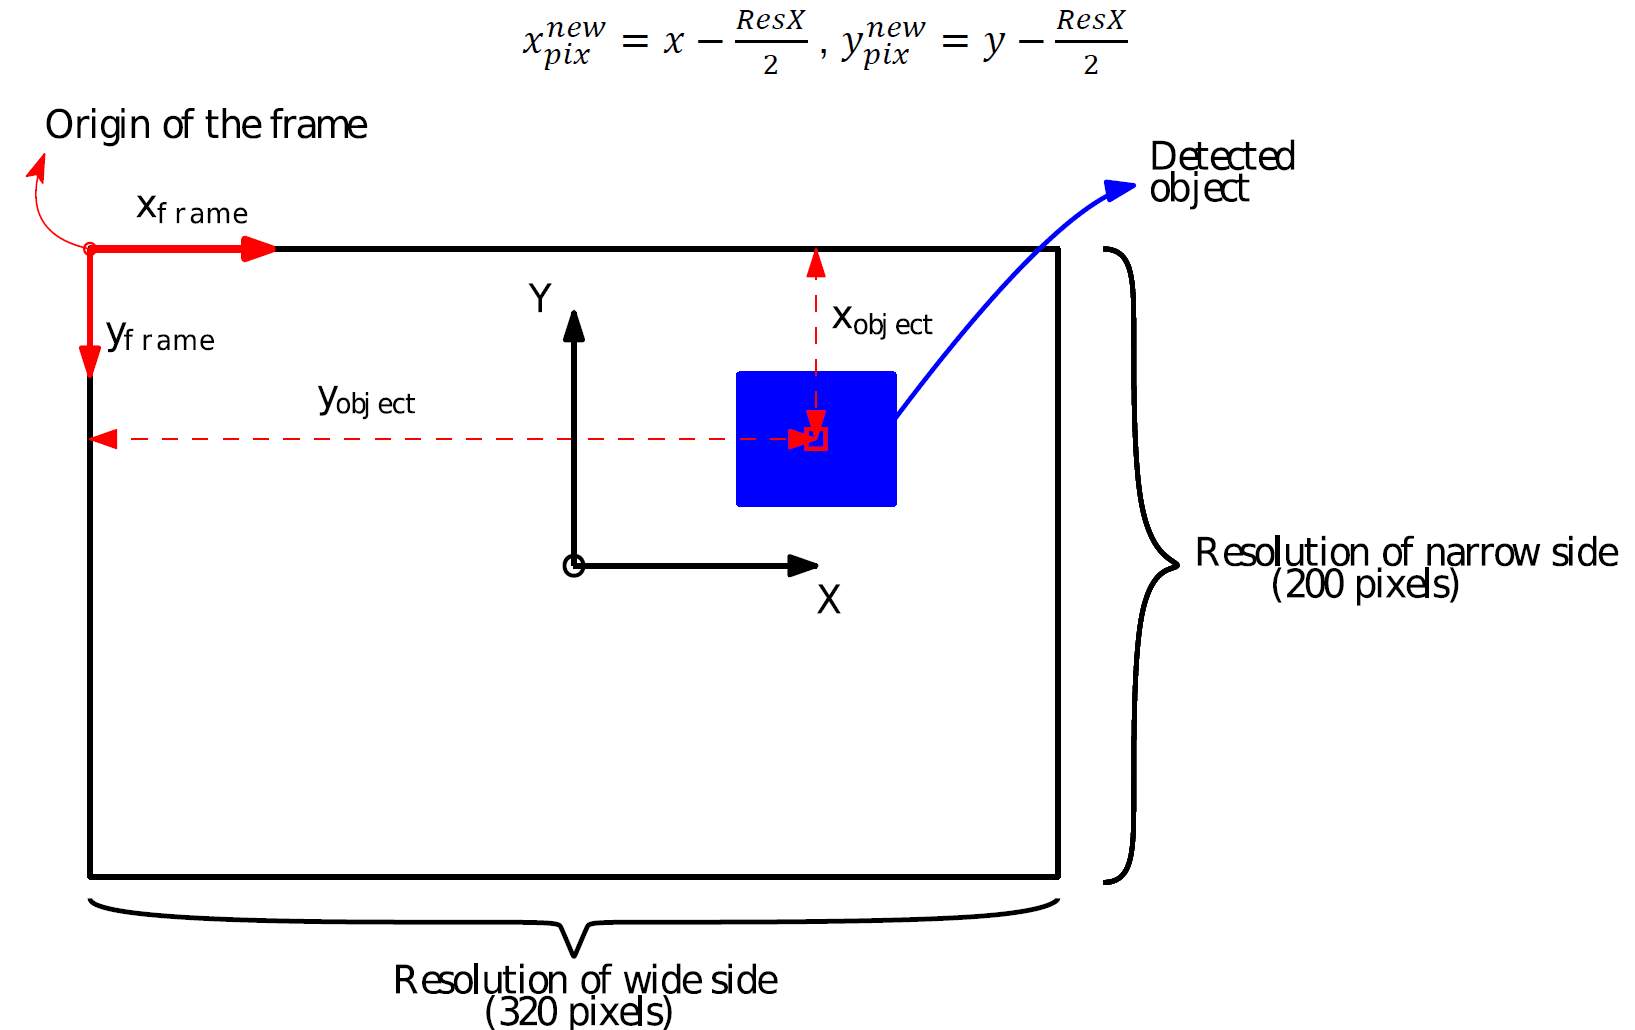 x_{pix}^{new} = x − \frac{ResX}{2} , y_{pix}^{new} = y − \frac{ResX}{2}
Origin of the frame
Detected
object
x_{frame}
Y
x_{object}
y_{frame}
y_{object}
Resolution of narrow side
(200 pixels)
X
Resolution of wide side
(320 pixels)